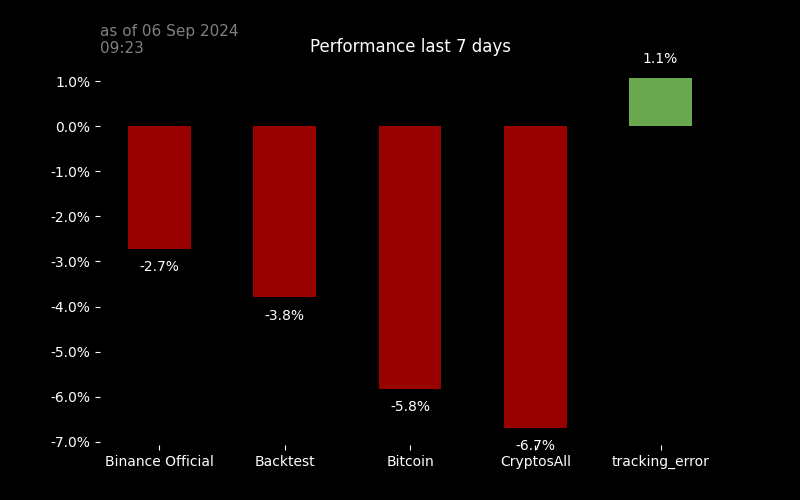 as of 06 Sep 2024
09:23
Performance last 7 days
1.1%
1.0%
0.0%
-1.0%
-2.0%
-3.0%
-4.0%
-5.0%
-6.0%
-7.0%
-2.7%
-3.8%
-5.8%
-6.7%
Binance Official
Backtest
Bitcoin
CryptosAll
tracking_error